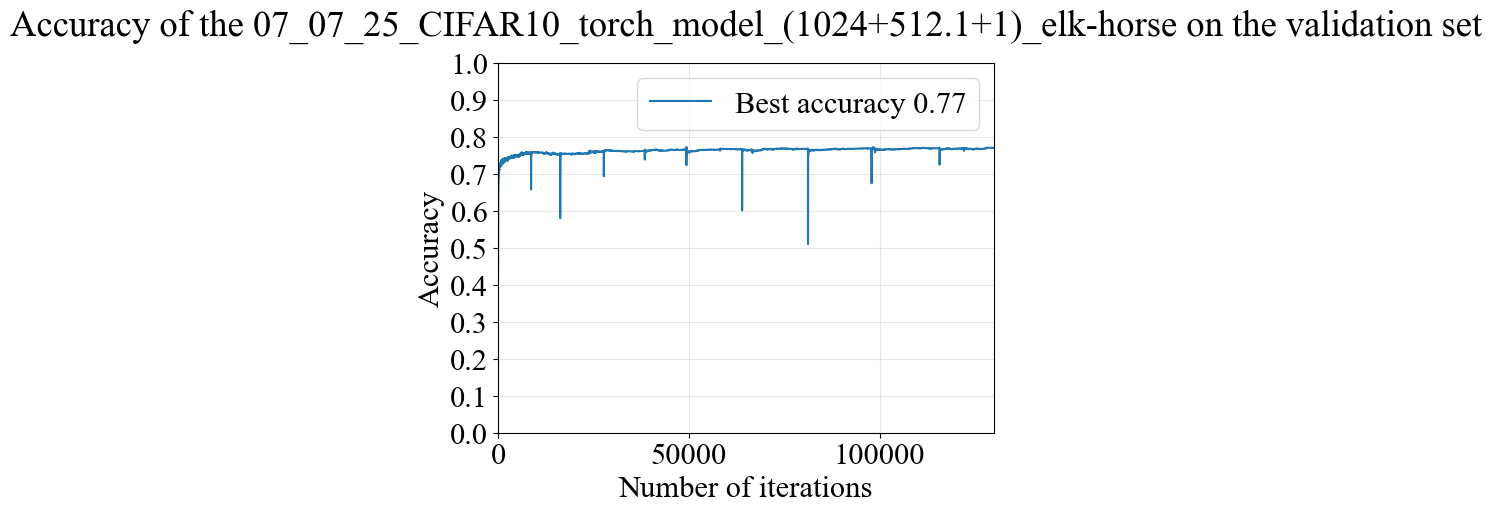 Accuracy of the 07_07_25_CIFAR10_torch_model_(1024+512.1+1)_elk-horse on the validation set
1.0
0.9
0.8
0.7
0.6
0.5
0.4
0.3
0.2
0.1
0.0
Accuracy
Best accuracy 0.77
0 50000 100000
Number of iterations